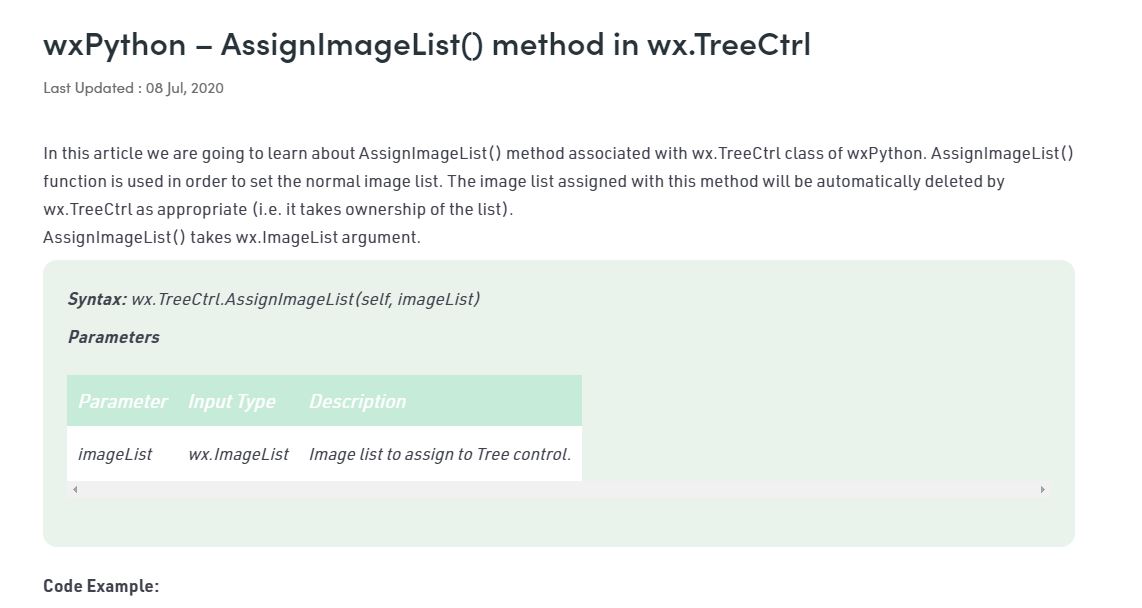 wxPython – AssignImageList() method in wx.TreeCtrl
Last Updated : 08 Jul, 2020
In this article we are going to learn about AssignImageList() method associated with wx.TreeCtrl class of wxPython. AssignImageList()
function is used in order to set the normal image list. The image list assigned with this method will be automatically deleted by
wx.TreeCtrl as appropriate (i.e. it takes ownership of the list).
AssignImageList() takes wx.ImageList argument.
Syntax: wx.TreeCtrl.AssignImageList(self, imageList)
Parameters
Parameter Input Type Description
imageList wx.ImageList Image list to assign to Tree control.
Code Example: